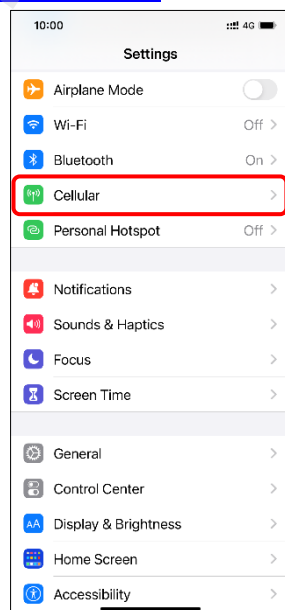 10:00 4G
Settings
Airplane Mode
Wi-Fi Off
Bluetooth On
Cellular
Personal Hotspot Off
Notifications
Sounds & Haptics
Focus
Screen Time
General
Control Center
AA Display & Brightness
Home Screen
Accessibility